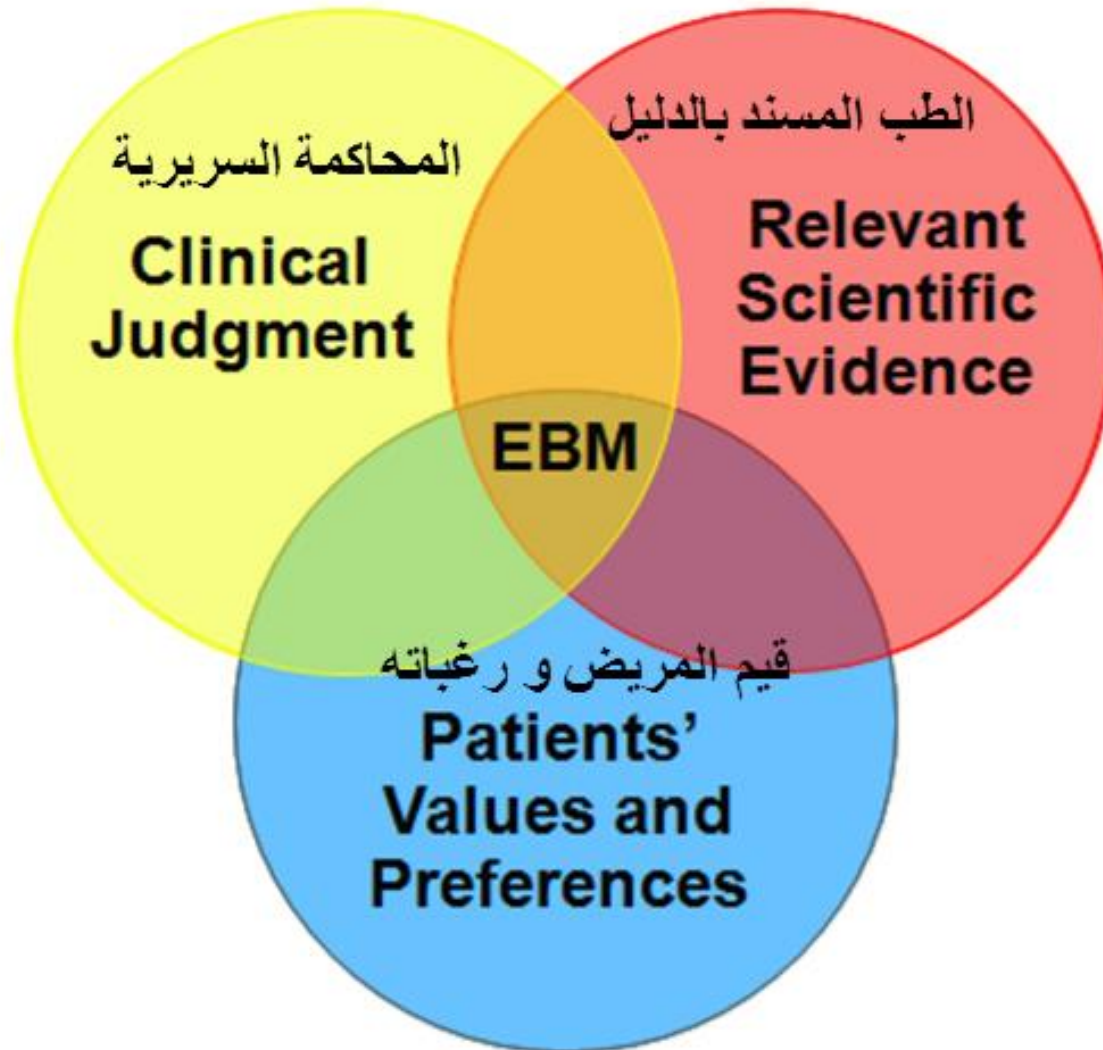 المحاكمة السريرية
Clinical
Judgment
الطب المسند بالدليل
Relevant
Scientific
Evidence
EBM
قيم المريض و رغباته
Patients’
Values and
Preferences